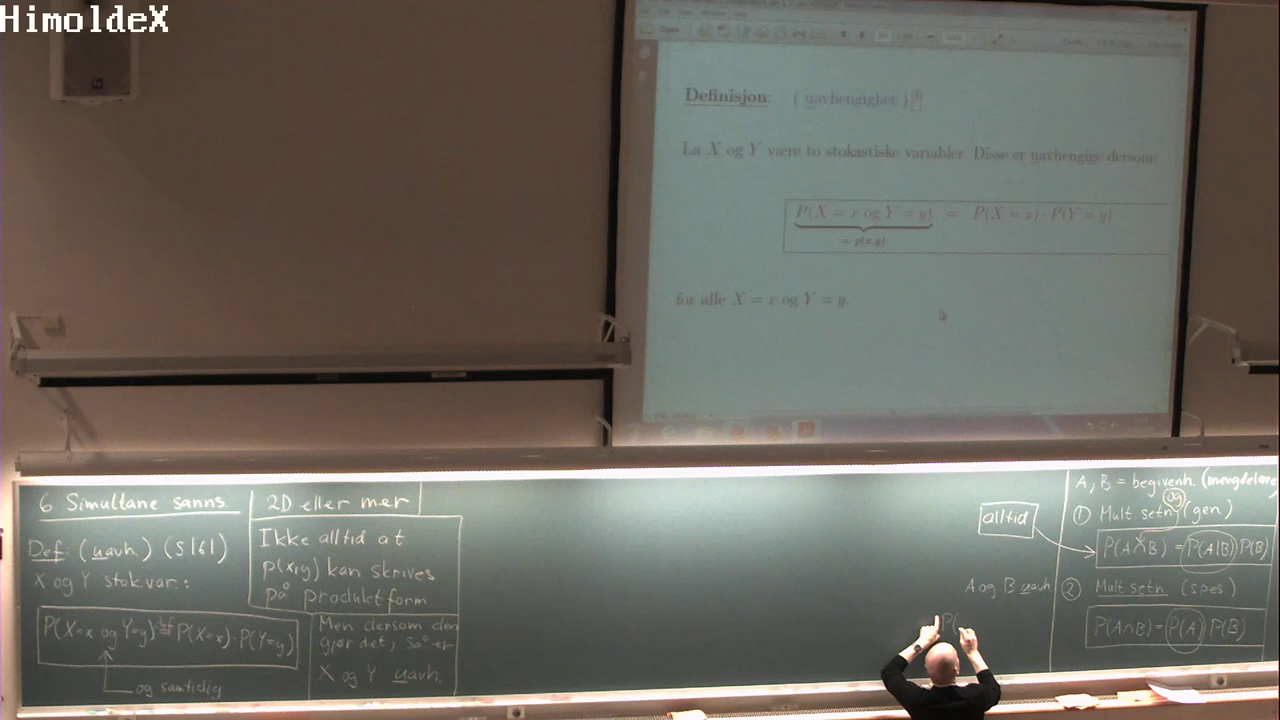 HimoldeX
Definisjon: { uavhengighet }
La X og Y være to stokastiske variabler. Disse er uavhengige dersom:
P(X = x og Y = y) = P(X = x) · P(Y = y)
= p(x,y)
for alle X = x og Y = y.
6 Simultane sanns
Def: (uavh.) (s161)
X og Y stok.var.:
P(X=x og Y=y) def= P(X=x)·P(Y=y)
og samtidig
2D eller mer
Ikke alltid at
p(x,y) kan skrives
på produktform
Men dersom den
gjør det, så er
X og Y uavh.
alltid
A og B uavh
P(
A, B = begivenh. (mengdelære
① Mult setn (gen.)
og
P(A∩B) = P(A|B) P(B)
② Mult setn (spes.)
P(A∩B) = P(A) P(B)